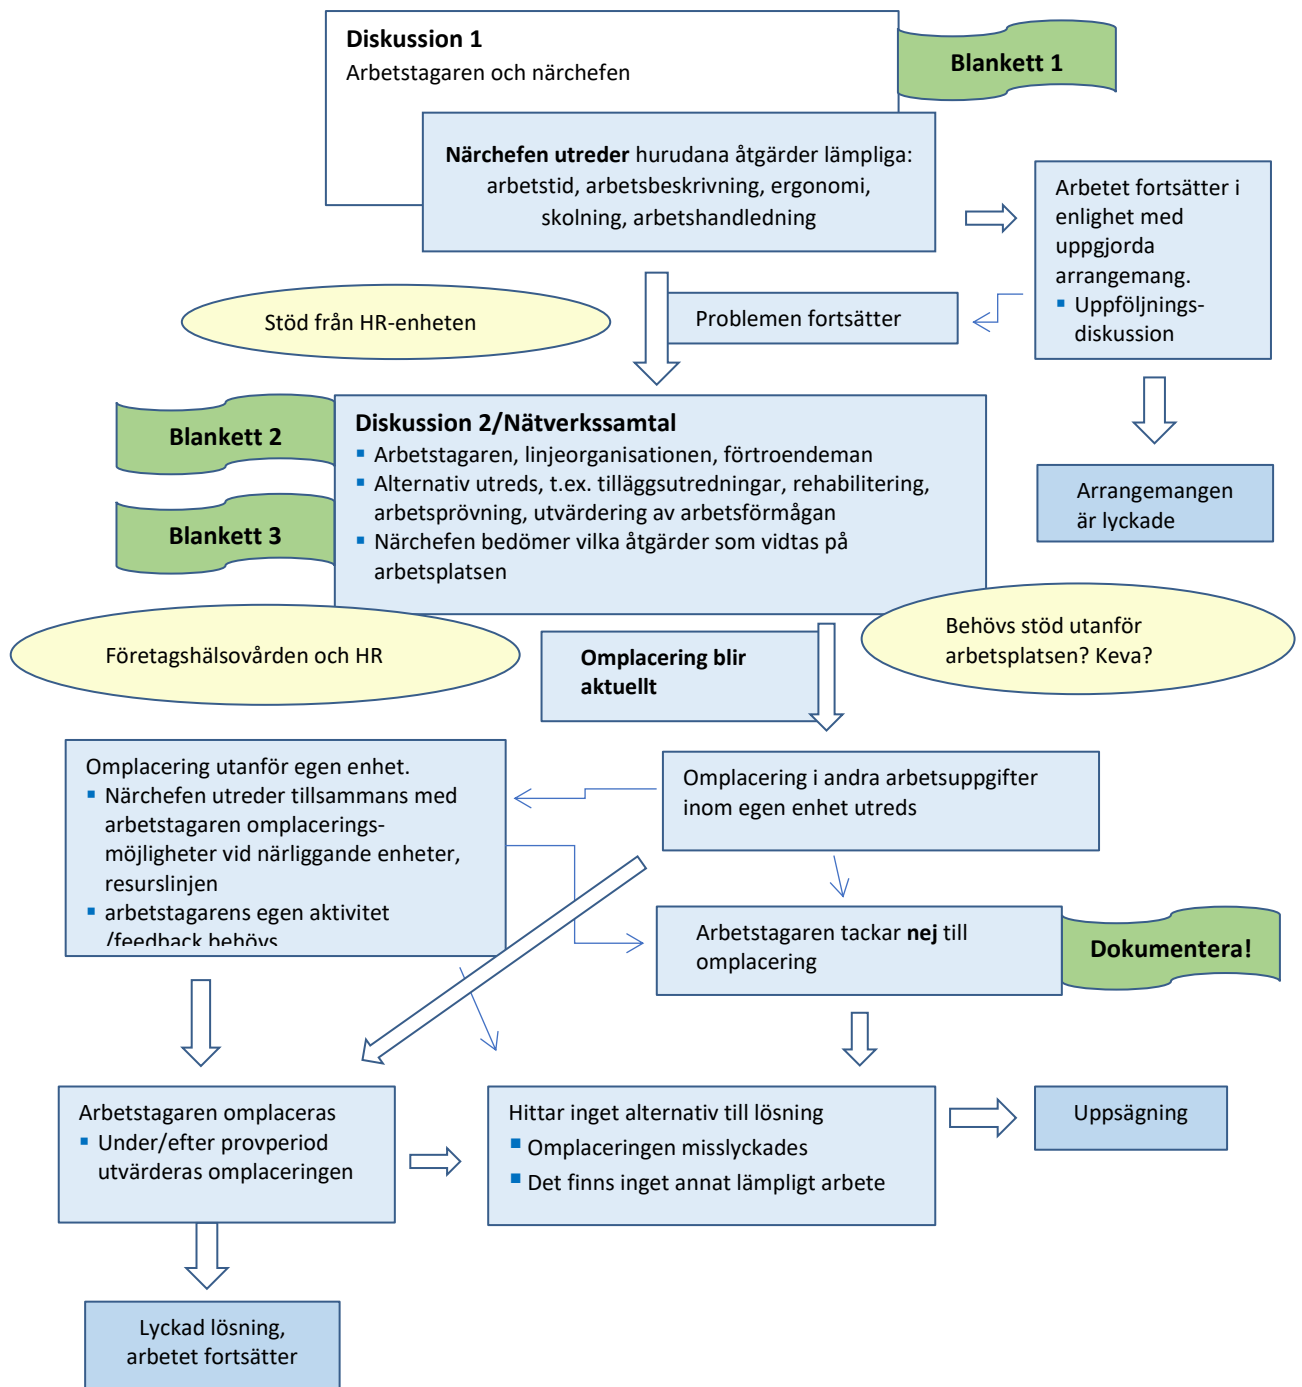 Diskussion 1
Arbetstagaren och närchefen
Blankett 1
Närchefen utreder hurudana åtgärder lämpliga:
arbetstid, arbetsbeskrivning, ergonomi,
skolning, arbetshandledning
Arbetet fortsätter i
enlighet med
uppgjorda
arrangemang.
▪ Uppföljnings-
diskussion
Stöd från HR-enheten
Problemen fortsätter
Blankett 2
Blankett 3
Diskussion 2/Nätverkssamtal
▪ Arbetstagaren, linjeorganisationen, förtroendeman
▪ Alternativ utreds, t.ex. tilläggsutredningar, rehabilitering,
arbetsprövning, utvärdering av arbetsförmågan
▪ Närchefen bedömer vilka åtgärder som vidtas på
arbetsplatsen
Arrangemangen
är lyckade
Företagshälsovården och HR
Omplacering blir
aktuellt
Behövs stöd utanför
arbetsplatsen? Keva?
Omplacering utanför egen enhet.
▪ Närchefen utreder tillsammans med
arbetstagaren omplacerings-
möjligheter vid närliggande enheter,
resurslinjen
▪ arbetstagarens egen aktivitet
/feedback behövs
Omplacering i andra arbetsuppgifter
inom egen enhet utreds
Arbetstagaren tackar nej till
omplacering
Dokumentera!
Arbetstagaren omplaceras
▪ Under/efter provperiod
utvärderas omplaceringen
Hittar inget alternativ till lösning
▪ Omplaceringen misslyckades
▪ Det finns inget annat lämpligt arbete
Uppsägning
Lyckad lösning,
arbetet fortsätter